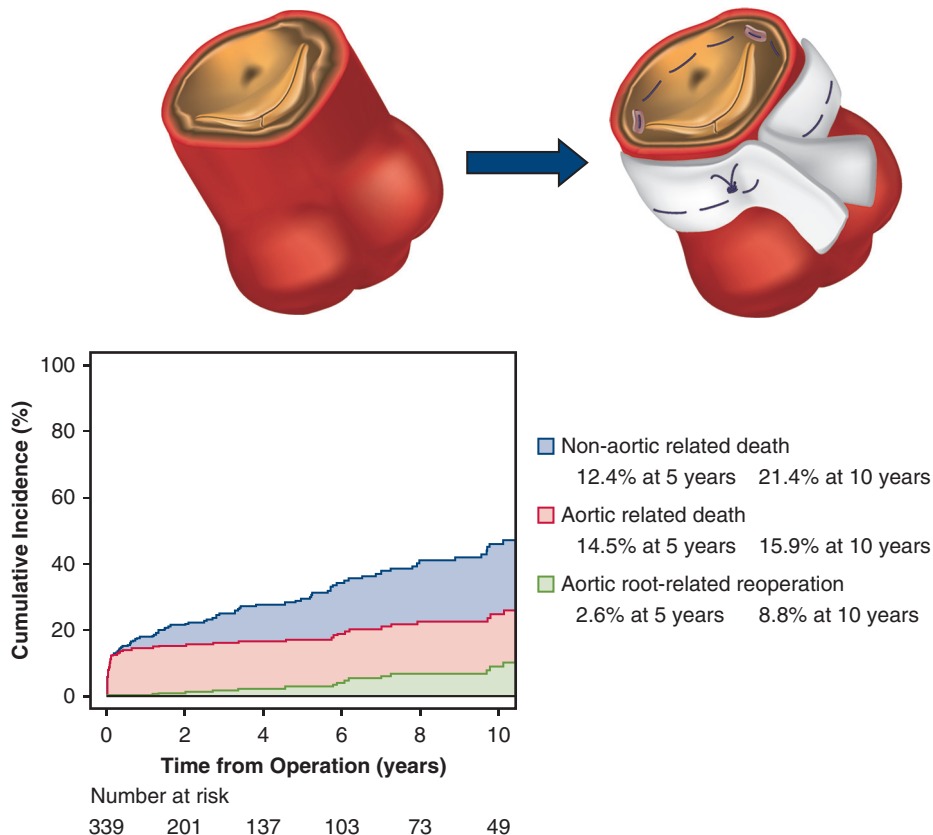 100
80
60
40
20
0
Cumulative Incidence (%)
0 2 4 6 8 10
Time from Operation (years)
Number at risk
339 201 137 103 73 49
Non-aortic related death
12.4% at 5 years 21.4% at 10 years
Aortic related death
14.5% at 5 years 15.9% at 10 years
Aortic root-related reoperation
2.6% at 5 years 8.8% at 10 years